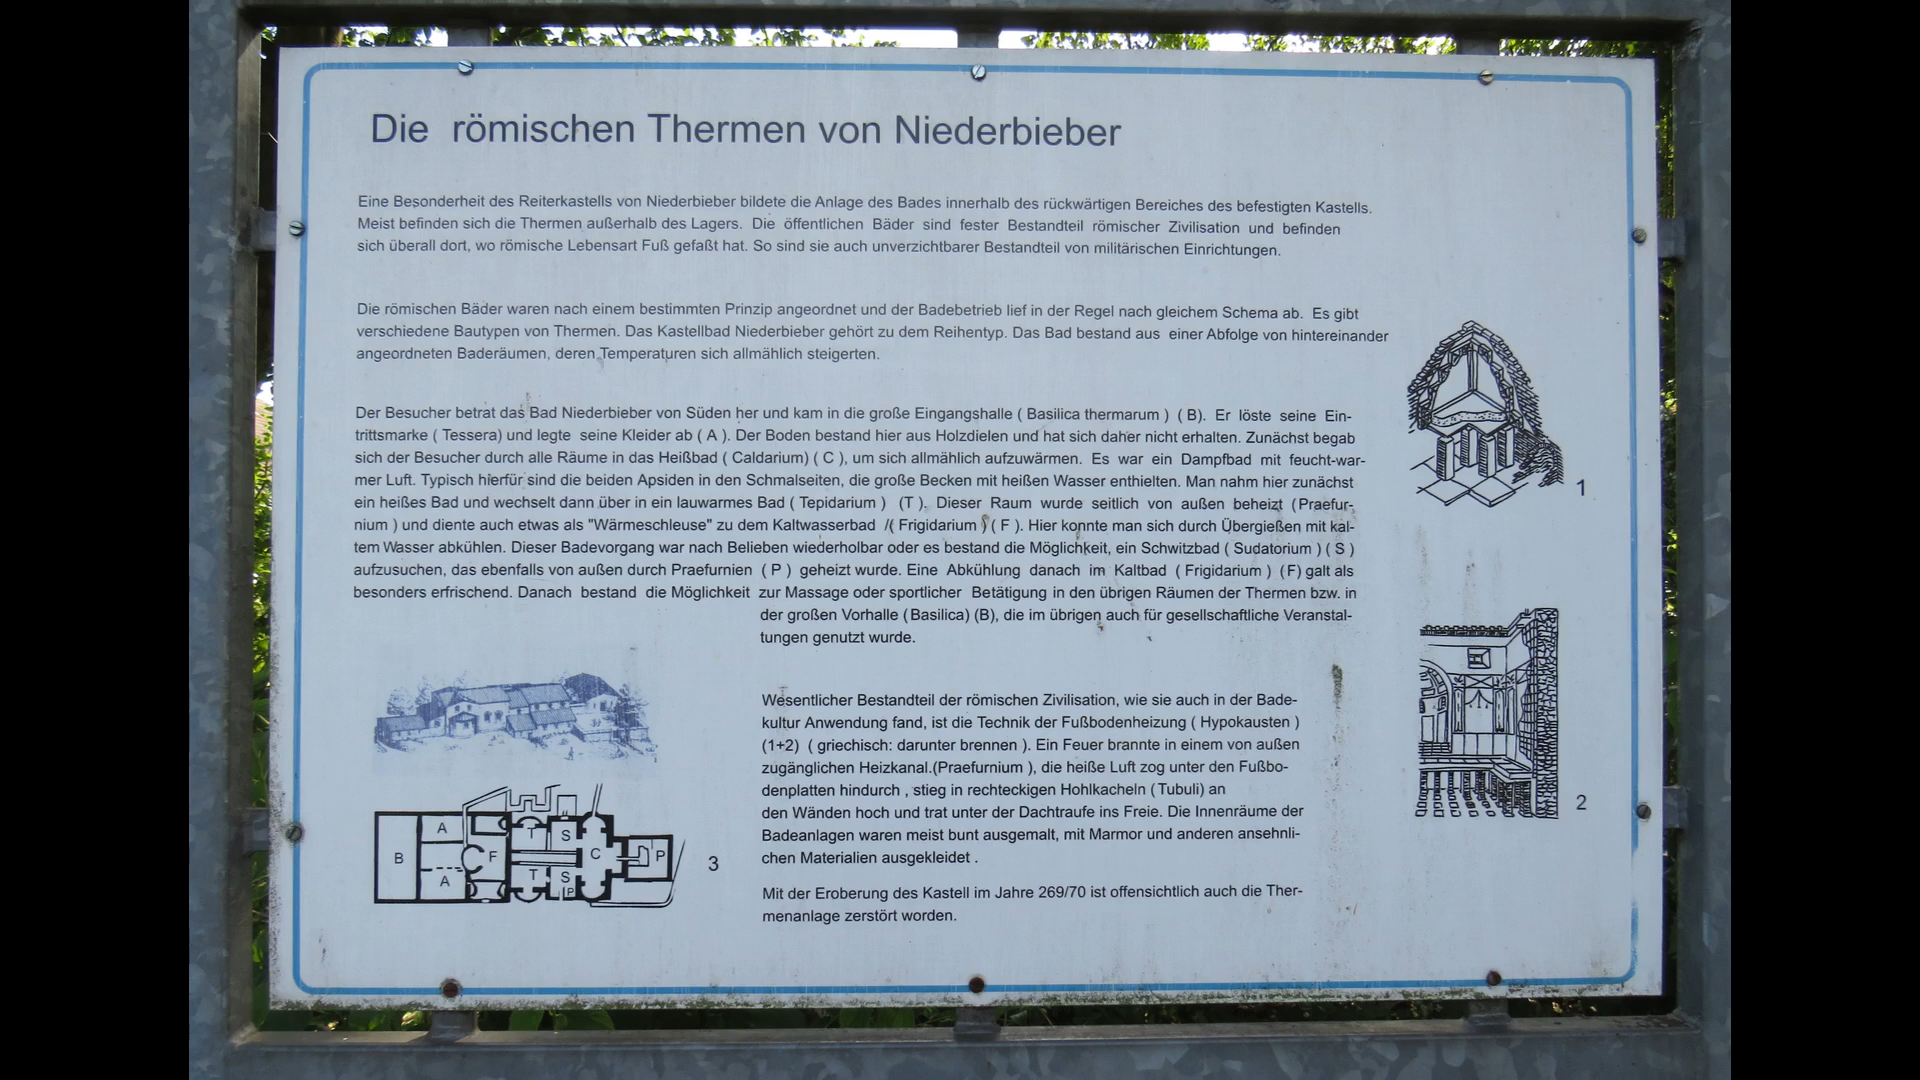 Die römischen Thermen von Niederbieber
Eine Besonderheit des Reiterkastells von Niederbieber bildete die Anlage des Bades innerhalb des rückwärtigen Bereiches des befestigten Kastells.
Meist befinden sich die Thermen außerhalb des Lagers. Die öffentlichen Bäder sind fester Bestandteil römischer Zivilisation und befinden
sich überall dort, wo römische Lebensart Fuß gefaßt hat. So sind sie auch unverzichtbarer Bestandteil von militärischen Einrichtungen.
Die römischen Bäder waren nach einem bestimmten Prinzip angeordnet und der Badebetrieb lief in der Regel nach gleichem Schema ab. Es gibt
verschiedene Bautypen von Thermen. Das Kastellbad Niederbieber gehört zu dem Reihentyp. Das Bad bestand aus einer Abfolge von hintereinander
angeordneten Baderäumen, deren Temperaturen sich allmählich steigerten.
Der Besucher betrat das Bad Niederbieber von Süden her und kam in die große Eingangshalle ( Basilica thermarum ) ( B). Er löste seine Ein-
trittsmarke ( Tessera) und legte seine Kleider ab ( A ). Der Boden bestand hier aus Holzdielen und hat sich daher nicht erhalten. Zunächst begab
sich der Besucher durch alle Räume in das Heißbad ( Caldarium) ( C ), um sich allmählich aufzuwärmen. Es war ein Dampfbad mit feucht-war-
mer Luft. Typisch hierfür sind die beiden Apsiden in den Schmalseiten, die große Becken mit heißen Wasser enthielten. Man nahm hier zunächst
ein heißes Bad und wechselt dann über in ein lauwarmes Bad ( Tepidarium ) (T ). Dieser Raum wurde seitlich von außen beheizt (Praefur-
nium ) und diente auch etwas als "Wärmeschleuse" zu dem Kaltwasserbad /( Frigidarium ) ( F ). Hier konnte man sich durch Übergießen mit kal-
tem Wasser abkühlen. Dieser Badevorgang war nach Belieben wiederholbar oder es bestand die Möglichkeit, ein Schwitzbad ( Sudatorium ) ( S )
aufzusuchen, das ebenfalls von außen durch Praefurnien ( P ) geheizt wurde. Eine Abkühlung danach im Kaltbad ( Frigidarium ) (F) galt als
besonders erfrischend. Danach bestand die Möglichkeit zur Massage oder sportlicher Betätigung in den übrigen Räumen der Thermen bzw. in
der großen Vorhalle ( Basilica) (B), die im übrigen auch für gesellschaftliche Veranstal-
tungen genutzt wurde.
Wesentlicher Bestandteil der römischen Zivilisation, wie sie auch in der Bade-
kultur Anwendung fand, ist die Technik der Fußbodenheizung ( Hypokausten )
(1+2) ( griechisch: darunter brennen ). Ein Feuer brannte in einem von außen
zugänglichen Heizkanal.(Praefurnium ), die heiße Luft zog unter den Fußbo-
denplatten hindurch , stieg in rechteckigen Hohlkacheln ( Tubuli) an
den Wänden hoch und trat unter der Dachtraufe ins Freie. Die Innenräume der
Badeanlagen waren meist bunt ausgemalt, mit Marmor und anderen ansehnli-
chen Materialien ausgekleidet .
Mit der Eroberung des Kastell im Jahre 269/70 ist offensichtlich auch die Ther-
menanlage zerstört worden.
1
2
3
A T S
B F C P
A T S
P